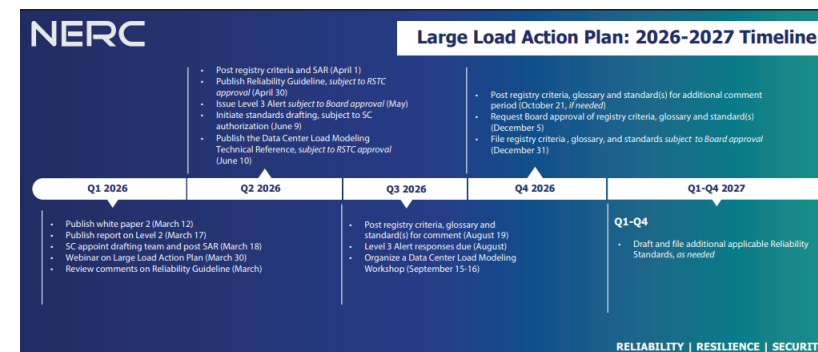 NERC
Large Load Action Plan: 2026-2027 Timeline
• Post registry criteria and SAR (April 1)
• Publish Reliability Guideline, subject to RSTC
approval (April 30)
• Issue Level 3 Alert subject to Board approval (May)
• Initiate standards drafting, subject to SC
authorization (June 9)
• Publish the Data Center Load Modeling
Technical Reference, subject to RSTC approval
(June 10)
• Post registry criteria, glossary and standard(s) for additional comment
period (October 21, if needed)
• Request Board approval of registry criteria, glossary and standard(s)
(December 5)
• File registry criteria , glossary, and standards subject to Board approval
(December 31)
Q1 2026
Q2 2026
Q3 2026
Q4 2026
Q1-Q4 2027
• Publish white paper 2 (March 12)
• Publish report on Level 2 (March 17)
• SC appoint drafting team and post SAR (March 18)
• Webinar on Large Load Action Plan (March 30)
• Review comments on Reliability Guideline (March)
• Post registry criteria, glossary and
standard(s) for comment (August 19)
• Level 3 Alert responses due (August)
• Organize a Data Center Load Modeling
Workshop (September 15-16)
Q1-Q4
• Draft and file additional applicable Reliability
Standards, as needed
RELIABILITY | RESILIENCE | SECURIT